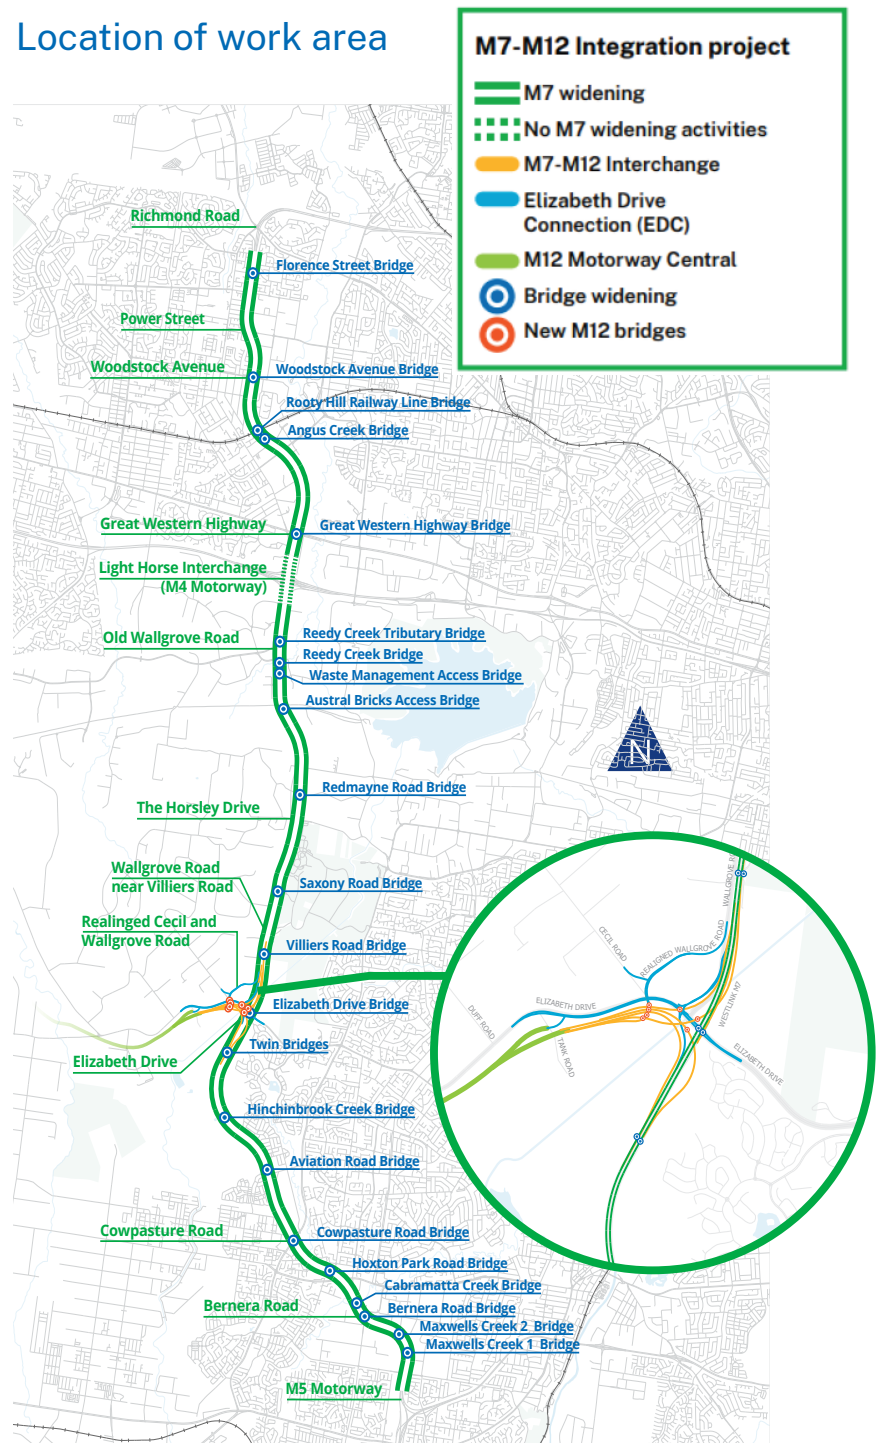 Location of work area
M7-M12 Integration project
M7 widening
No M7 widening activities
M7-M12 Interchange
Elizabeth Drive
Connection (EDC)
M12 Motorway Central
Bridge widening
New M12 bridges
Richmond Road
Florence Street Bridge
Power Street
Woodstock Avenue
Woodstock Avenue Bridge
Rooty Hill Railway Line Bridge
Angus Creek Bridge
Great Western Highway
Great Western Highway Bridge
Light Horse Interchange
(M4 Motorway)
Old Wallgrove Road
Reedy Creek Tributary Bridge
Reedy Creek Bridge
Waste Management Access Bridge
Austral Bricks Access Bridge
N
Redmayne Road Bridge
The Horsley Drive
Wallgrove Road
near Villiers Road
Saxony Road Bridge
Realinged Cecil and
Wallgrove Road
Villiers Road Bridge
Elizabeth Drive Bridge
Twin Bridges
Elizabeth Drive
Hinchinbrook Creek Bridge
Aviation Road Bridge
Cowpasture Road
Cowpasture Road Bridge
Hoxton Park Road Bridge
Cabramatta Creek Bridge
Bernera Road
Bernera Road Bridge
Maxwells Creek 2 Bridge
Maxwells Creek 1 Bridge
M5 Motorway
WALLGROVE R
CECIL ROAD
REALIGNED WALLGROVE ROAD
ELIZABETH DRIVE
DUFF ROAD
TANK ROAD
WESTLINK M7
ELIZABETH DRIVE